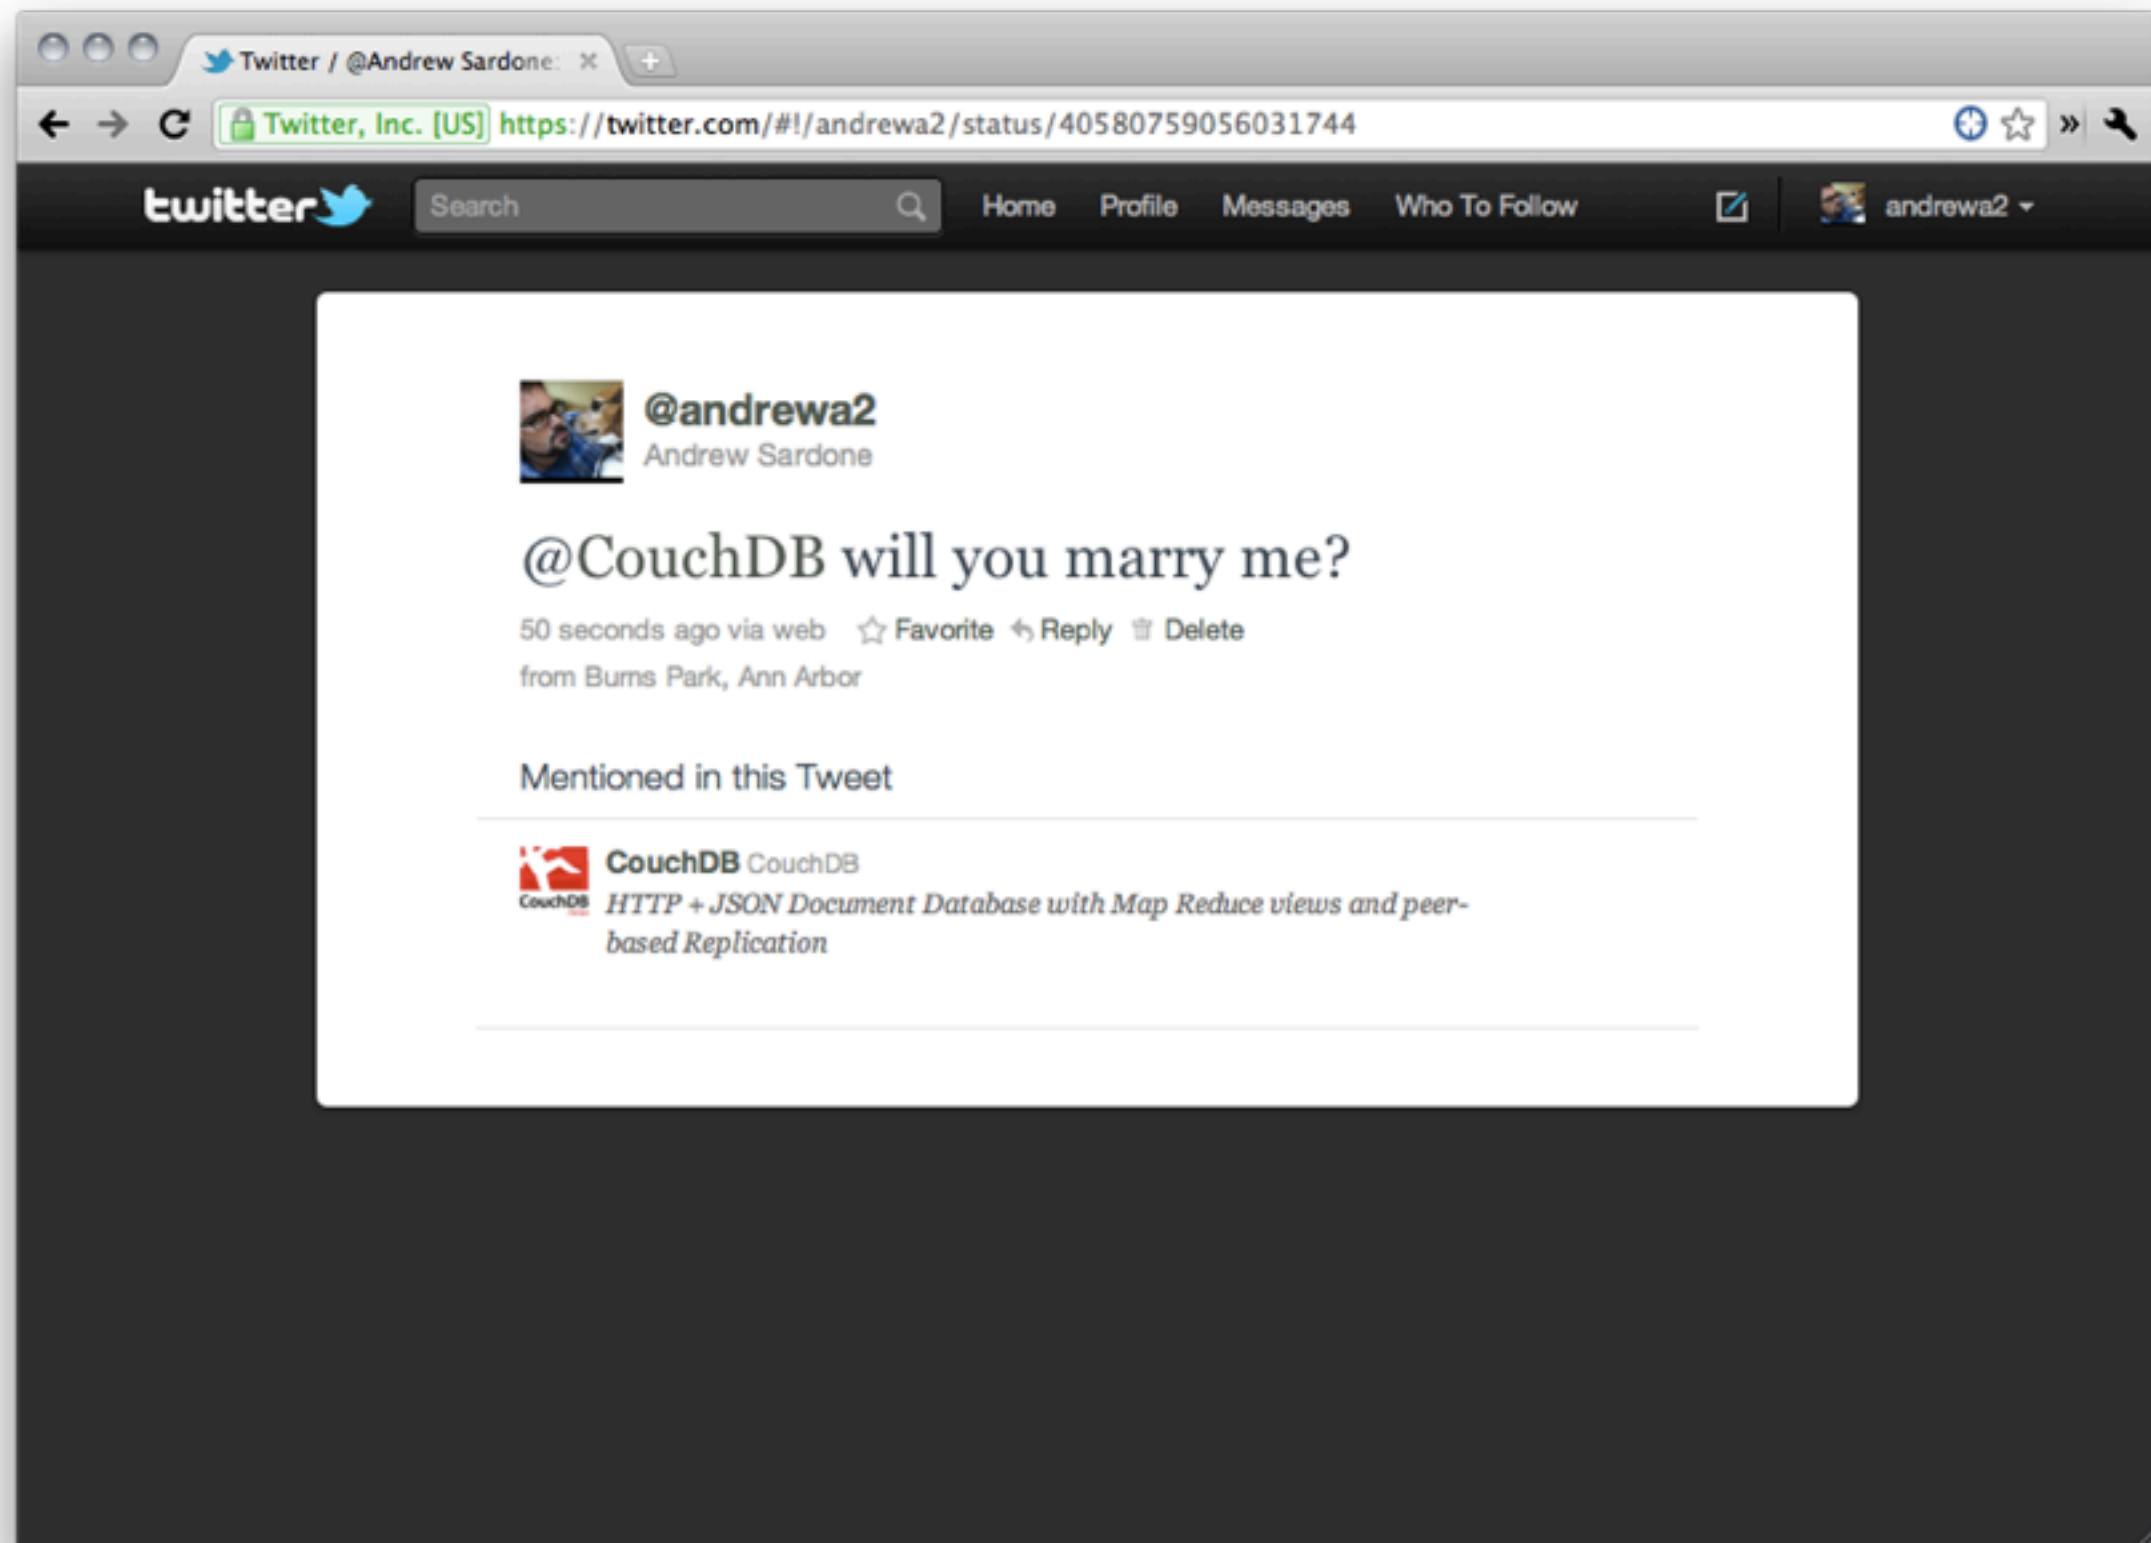 Twitter / @Andrew Sardone:
Twitter, Inc. [US] https://twitter.com/#!/andrewa2/status/40580759056031744
twitter Search Home Profile Messages Who To Follow andrewa2
@andrewa2
Andrew Sardone
@CouchDB will you marry me?
50 seconds ago via web Favorite Reply Delete
from Burns Park, Ann Arbor
Mentioned in this Tweet
CouchDB CouchDB
CouchDB HTTP + JSON Document Database with Map Reduce views and peer-
based Replication